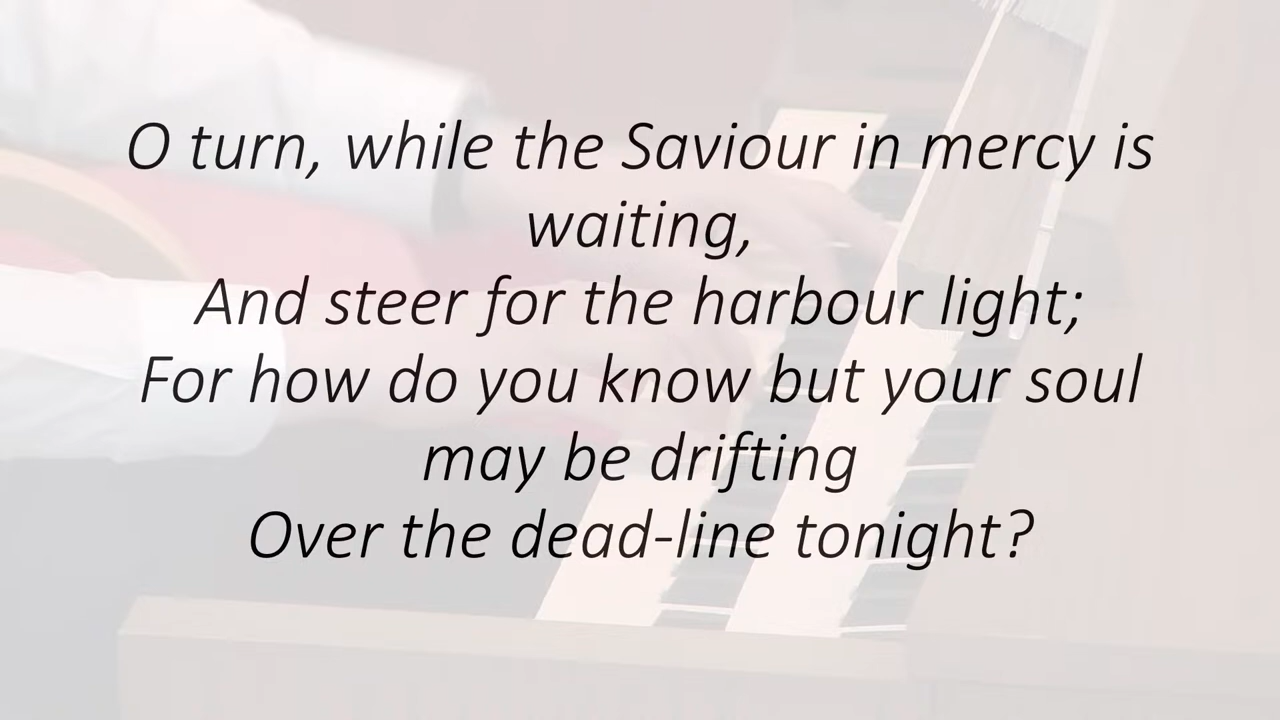 O turn, while the Saviour in mercy is
waiting,
And steer for the harbour light;
For how do you know but your soul
may be drifting
Over the dead-line tonight?